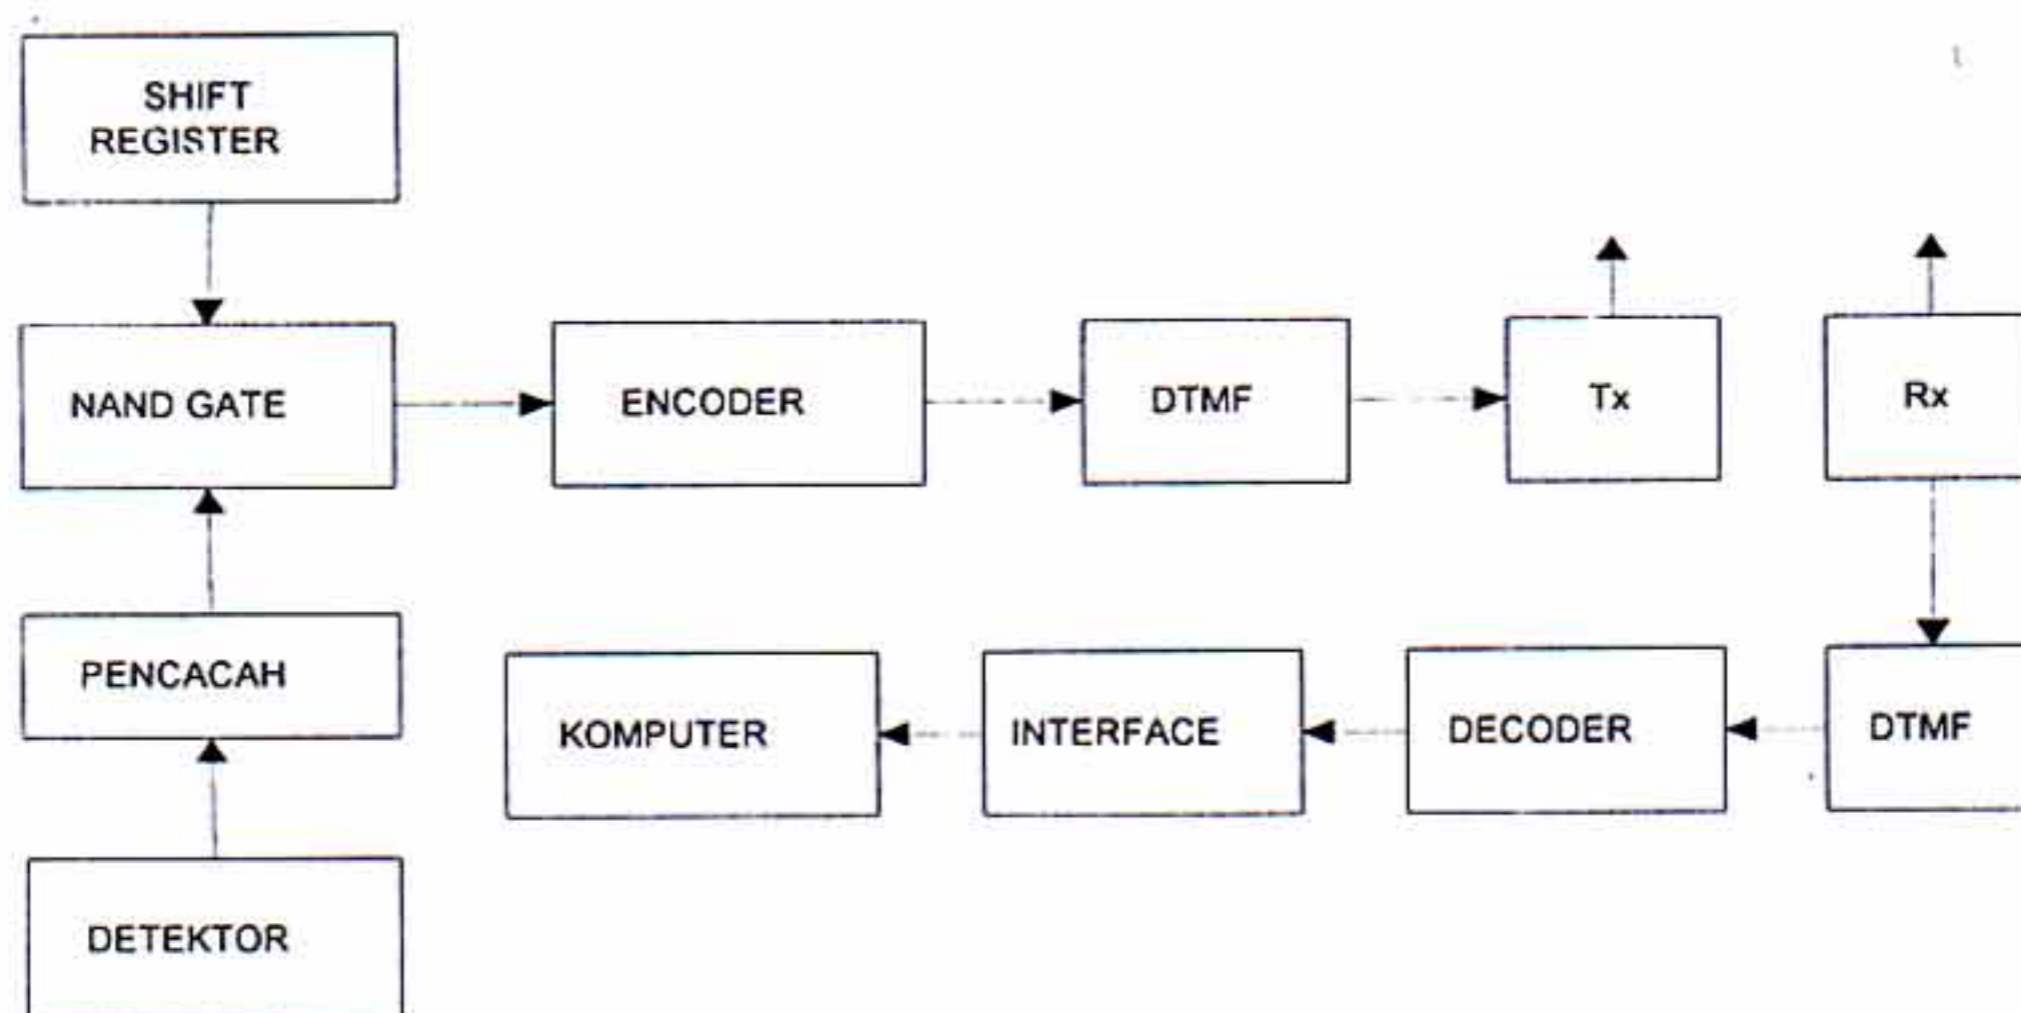 SHIFT
REGISTER
NAND GATE
ENCODER
DTMF
Tx
Rx
PENCACAH
KOMPUTER
INTERFACE
DECODER
DTMF
DETEKTOR